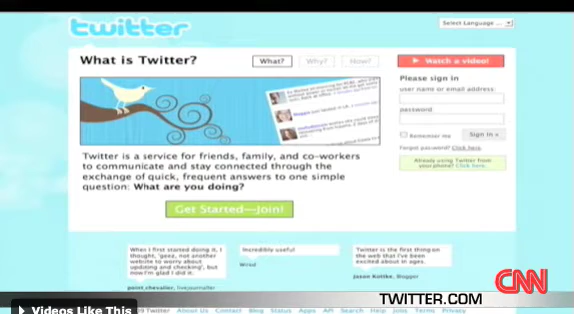 twitter
Select Language ...
What is Twitter?
What?
Why?
How?
Watch a video!
Please sign in
user name or email address:
password:
Remember me
Sign in »
Forgot password? Click here.
Already using Twitter from
your phone? Click here.
Twitter is a service for friends, family, and co-workers
to communicate and stay connected through the
exchange of quick, frequent answers to one simple
question: What are you doing?
Get Started—Join!
When I first started doing it, I
thought, 'geez, not another
website to worry about
updating and checking', but
now I'm glad I did it.
point_chevalier, livejournaller
Incredibly useful
Wired
Twitter is the first thing on
the web that I've been
excited about in ages.
Jason Kottke, Blogger
CNN
TWITTER.COM
Videos Like This
Twitter About Us Contact Blog Status Apps API Search Help Jobs Terms Privacy